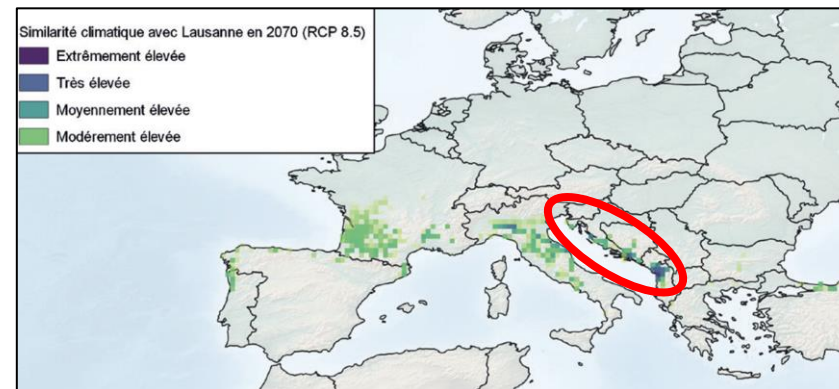 Similarité climatique avec Lausanne en 2070 (RCP 8.5)
Extrêmement élevée
Très élevée
Moyennement élevée
Modérement élevée